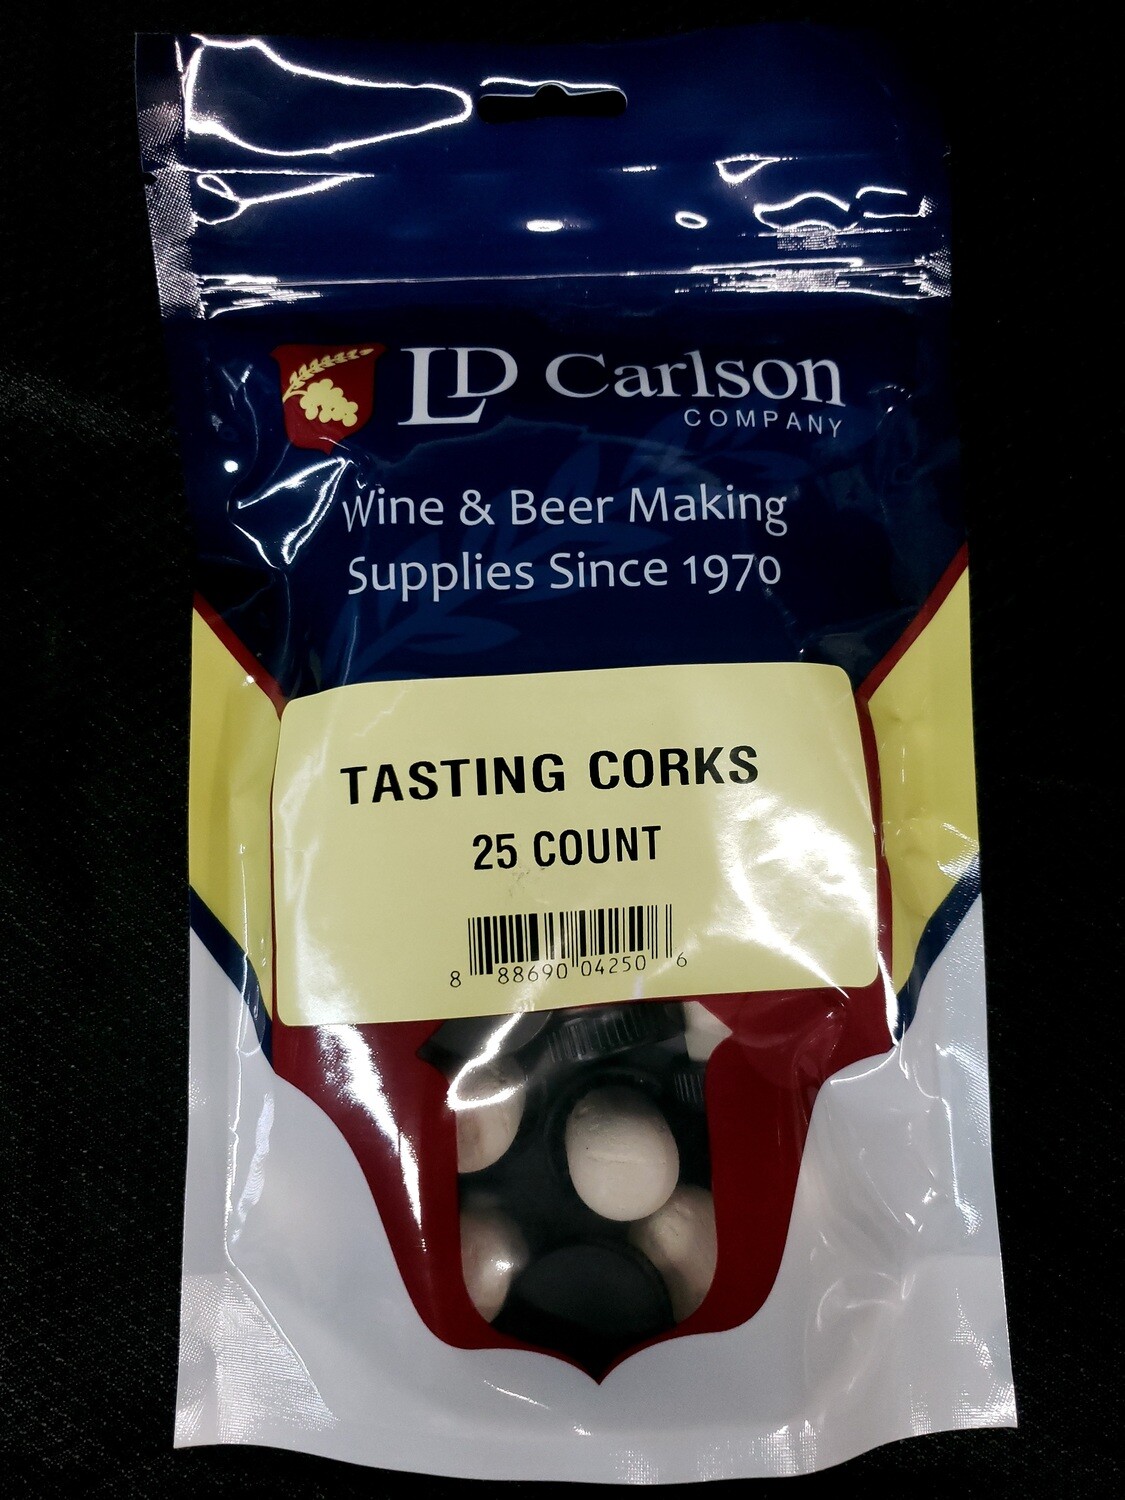 LD Carlson
COMPANY
Wine & Beer Making
Supplies Since 1970
TASTING CORKS
25 COUNT
8 88690 04250 6